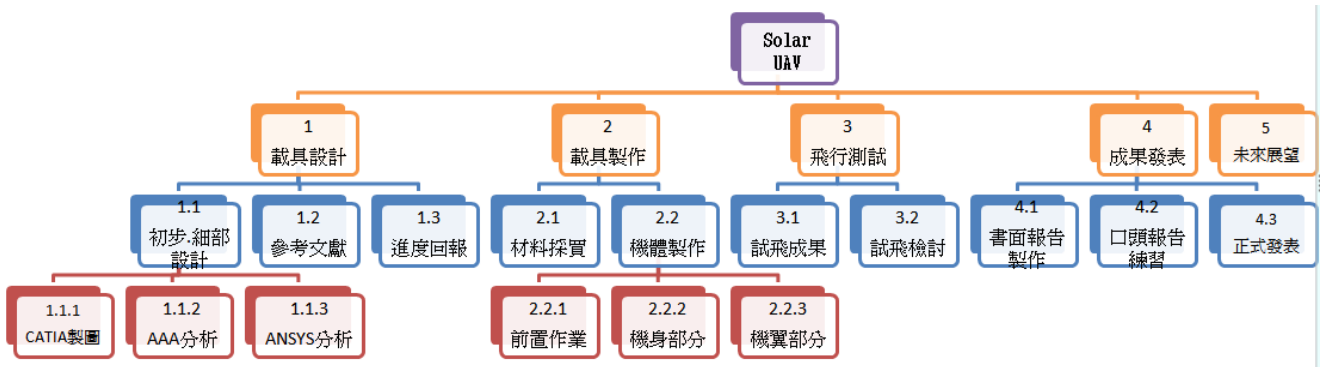 Solar
UAV
1
載具設計
2
載具製作
3
飛行測試
4
成果發表
5
未來展望
1.1
初步.細部
設計
1.2
參考文獻
1.3
進度回報
2.1
材料採買
2.2
機體製作
3.1
試飛成果
3.2
試飛檢討
4.1
書面報告
製作
4.2
口頭報告
練習
4.3
正式發表
1.1.1
CATIA製圖
1.1.2
AAA分析
1.1.3
ANSYS分析
2.2.1
前置作業
2.2.2
機身部分
2.2.3
機翼部分